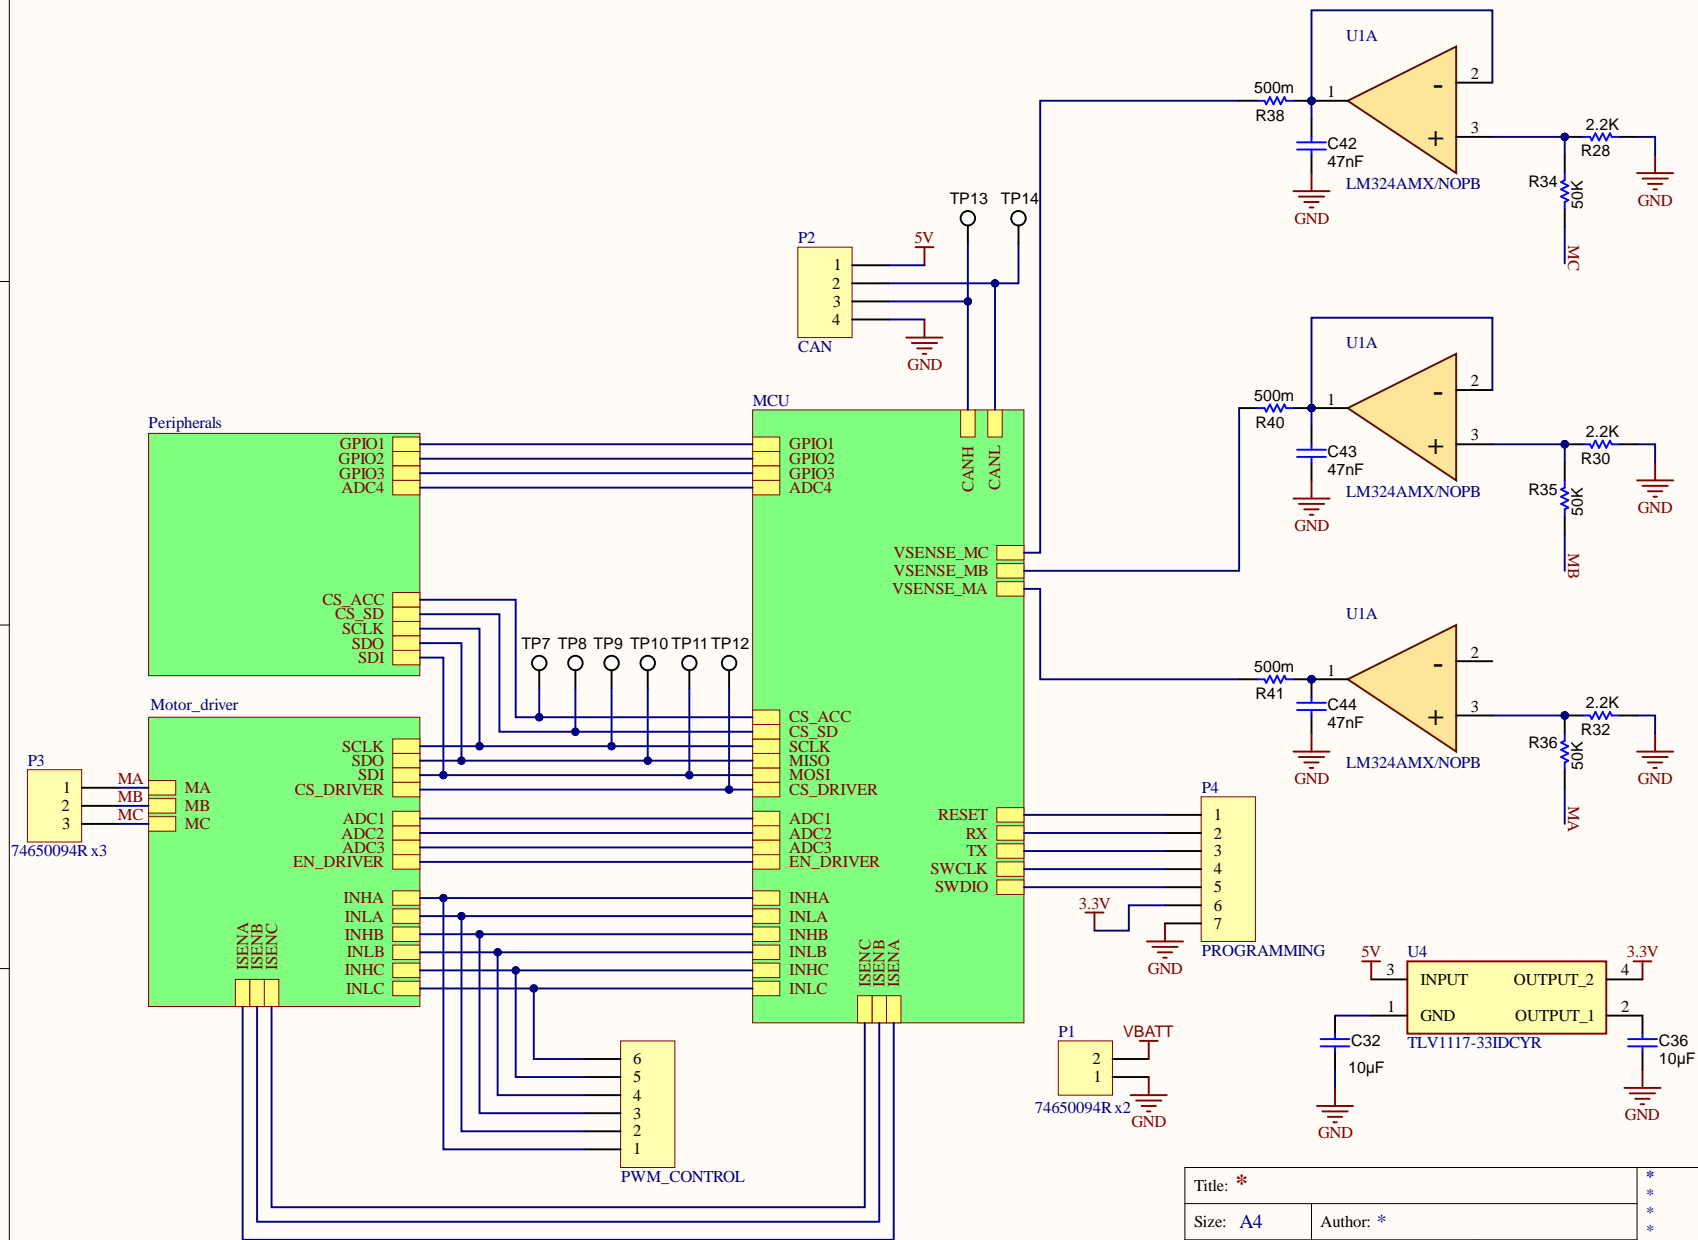 U1A
2
500m
1
R38
3
2.2K
R28
C42
47nF
LM324AMX/NOPB
GND
R34
50K
GND
MC
TP13
TP14
P2
5V
1
2
3
4
CAN
GND
U1A
2
500m
1
R40
3
2.2K
R30
C43
47nF
LM324AMX/NOPB
GND
R35
50K
GND
MB
U1A
2
500m
1
R41
3
2.2K
R32
C44
47nF
LM324AMX/NOPB
GND
R36
50K
GND
MA
Peripherals
GPIO1
GPIO2
GPIO3
ADC4
CS_ACC
CS_SD
SCLK
SDO
SDI
TP7
TP8
TP9
TP10
TP11
TP12
MCU
GPIO1
GPIO2
GPIO3
ADC4
CANH
CANL
VSENSE_MC
VSENSE_MB
VSENSE_MA
CS_ACC
CS_SD
SCLK
MISO
MOSI
CS_DRIVER
ADC1
ADC2
ADC3
EN_DRIVER
INHA
INLA
INHB
INLB
INHC
INLC
RESET
RX
TX
SWCLK
SWDIO
ISENC
ISENB
ISENA
Motor_driver
SCLK
SDO
SDI
CS_DRIVER
ADC1
ADC2
ADC3
EN_DRIVER
INHA
INLA
INHB
INLB
INHC
INLC
MA
MB
MC
ISENA
ISENB
ISENC
P3
1
2
3
MA
MB
MC
74650094R x3
P4
1
2
3
4
5
6
7
3.3V
GND
PROGRAMMING
6
5
4
3
2
1
PWM_CONTROL
P1
VBATT
2
1
74650094R x2
GND
5V
U4
3.3V
3
INPUT
OUTPUT_2
4
1
GND
OUTPUT_1
2
TLV1117-33IDCYR
C32
10µF
GND
C36
10µF
GND
Title: *
Size: A4
Author: *
*
*
*
*